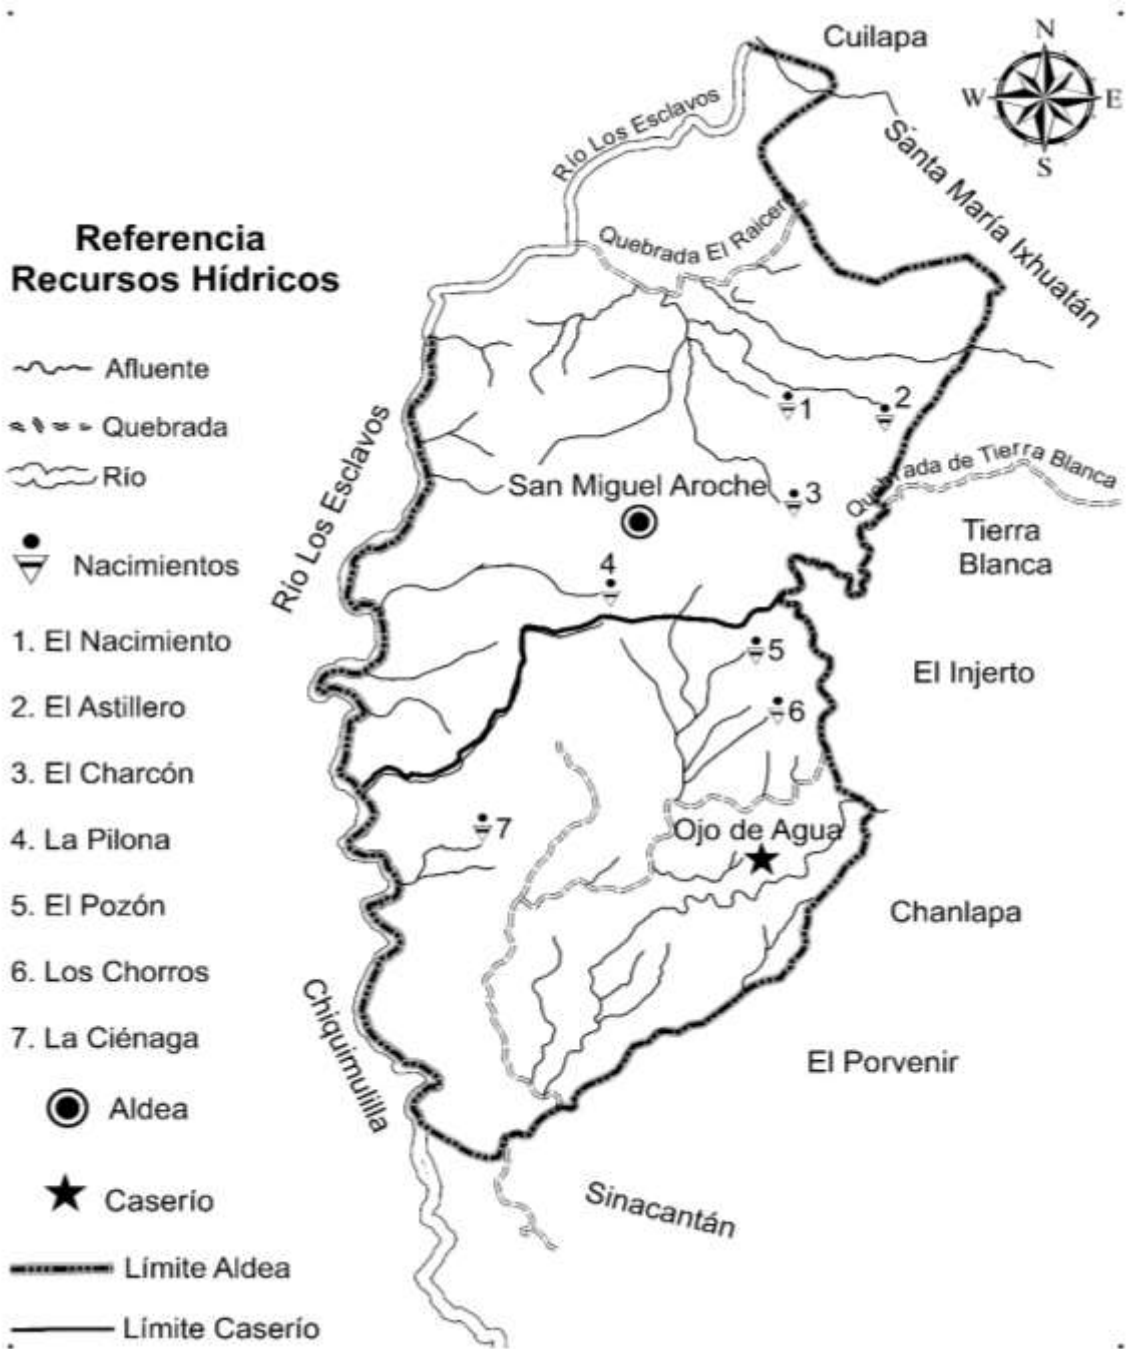 Cuilapa
N
W
E
S
Río Los Esclavos
Santa María Ixhuatán
Quebrada El Raicero
Referencia
Recursos Hídricos
Afluente
Quebrada
Río
Nacimientos
1. El Nacimiento
2. El Astillero
3. El Charcón
4. La Pilona
5. El Pozón
6. Los Chorros
7. La Ciénaga
Aldea
Caserío
Límite Aldea
Límite Caserío
Río Los Esclavos
1
2
Quebrada de Tierra Blanca
San Miguel Aroche
3
Tierra
Blanca
4
5
El Injerto
6
7
Ojo de Agua
Chanlapa
Chiquimulilla
El Porvenir
Sinacantán